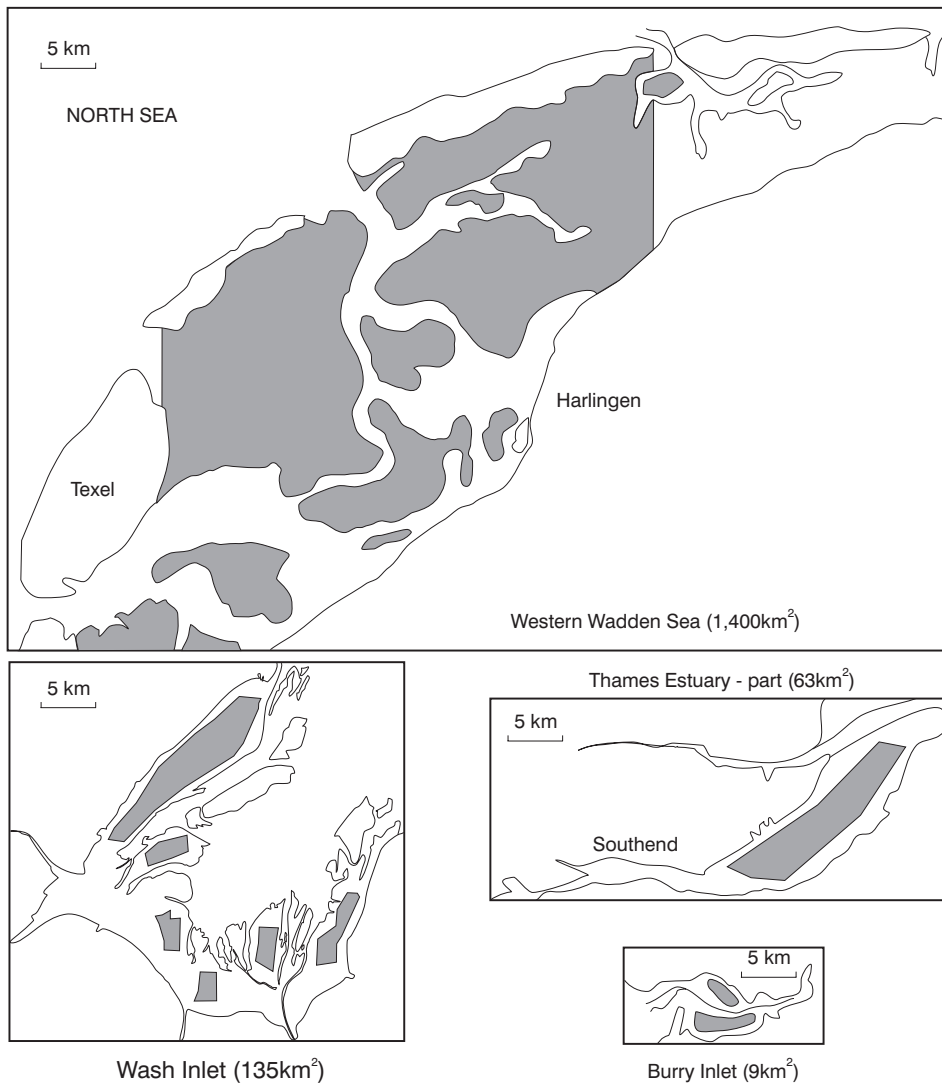 5 km
NORTH SEA
Harlingen
Texel
Western Wadden Sea (1,400km²)
5 km
Wash Inlet (135km²)
Thames Estuary - part (63km²)
5 km
Southend
5 km
Burry Inlet (9km²)